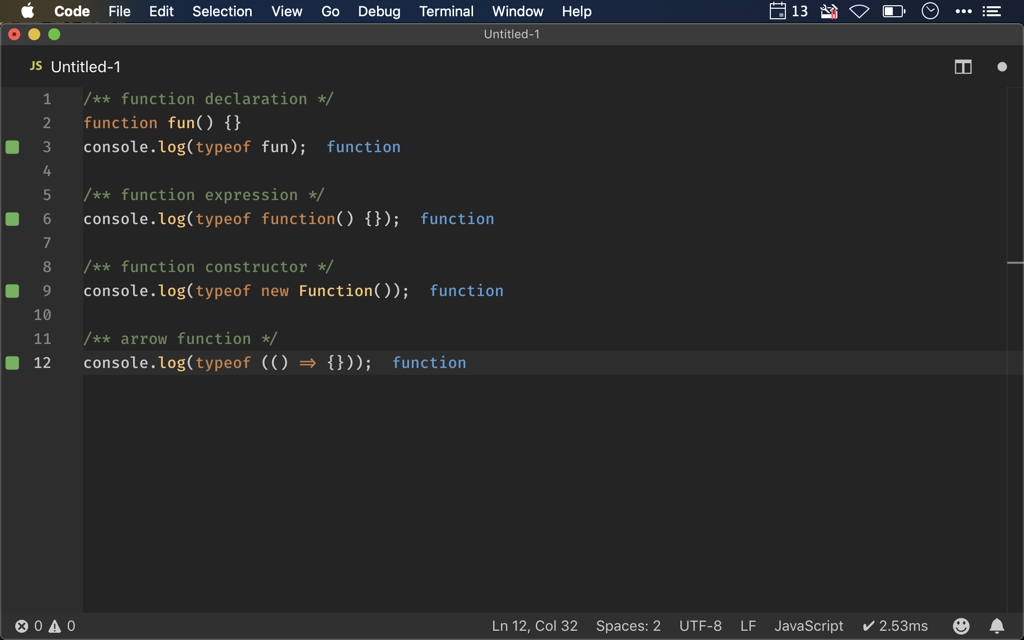 Code File Edit Selection View Go Debug Terminal Window Help 13
Untitled-1
JS Untitled-1
1 /** function declaration */
2 function fun() {}
3 console.log(typeof fun); function
4
5 /** function expression */
6 console.log(typeof function() {}); function
7
8 /** function constructor */
9 console.log(typeof new Function()); function
10
11 /** arrow function */
12 console.log(typeof (() => {})); function
0 0 Ln 12, Col 32 Spaces: 2 UTF-8 LF JavaScript ✔ 2.53ms